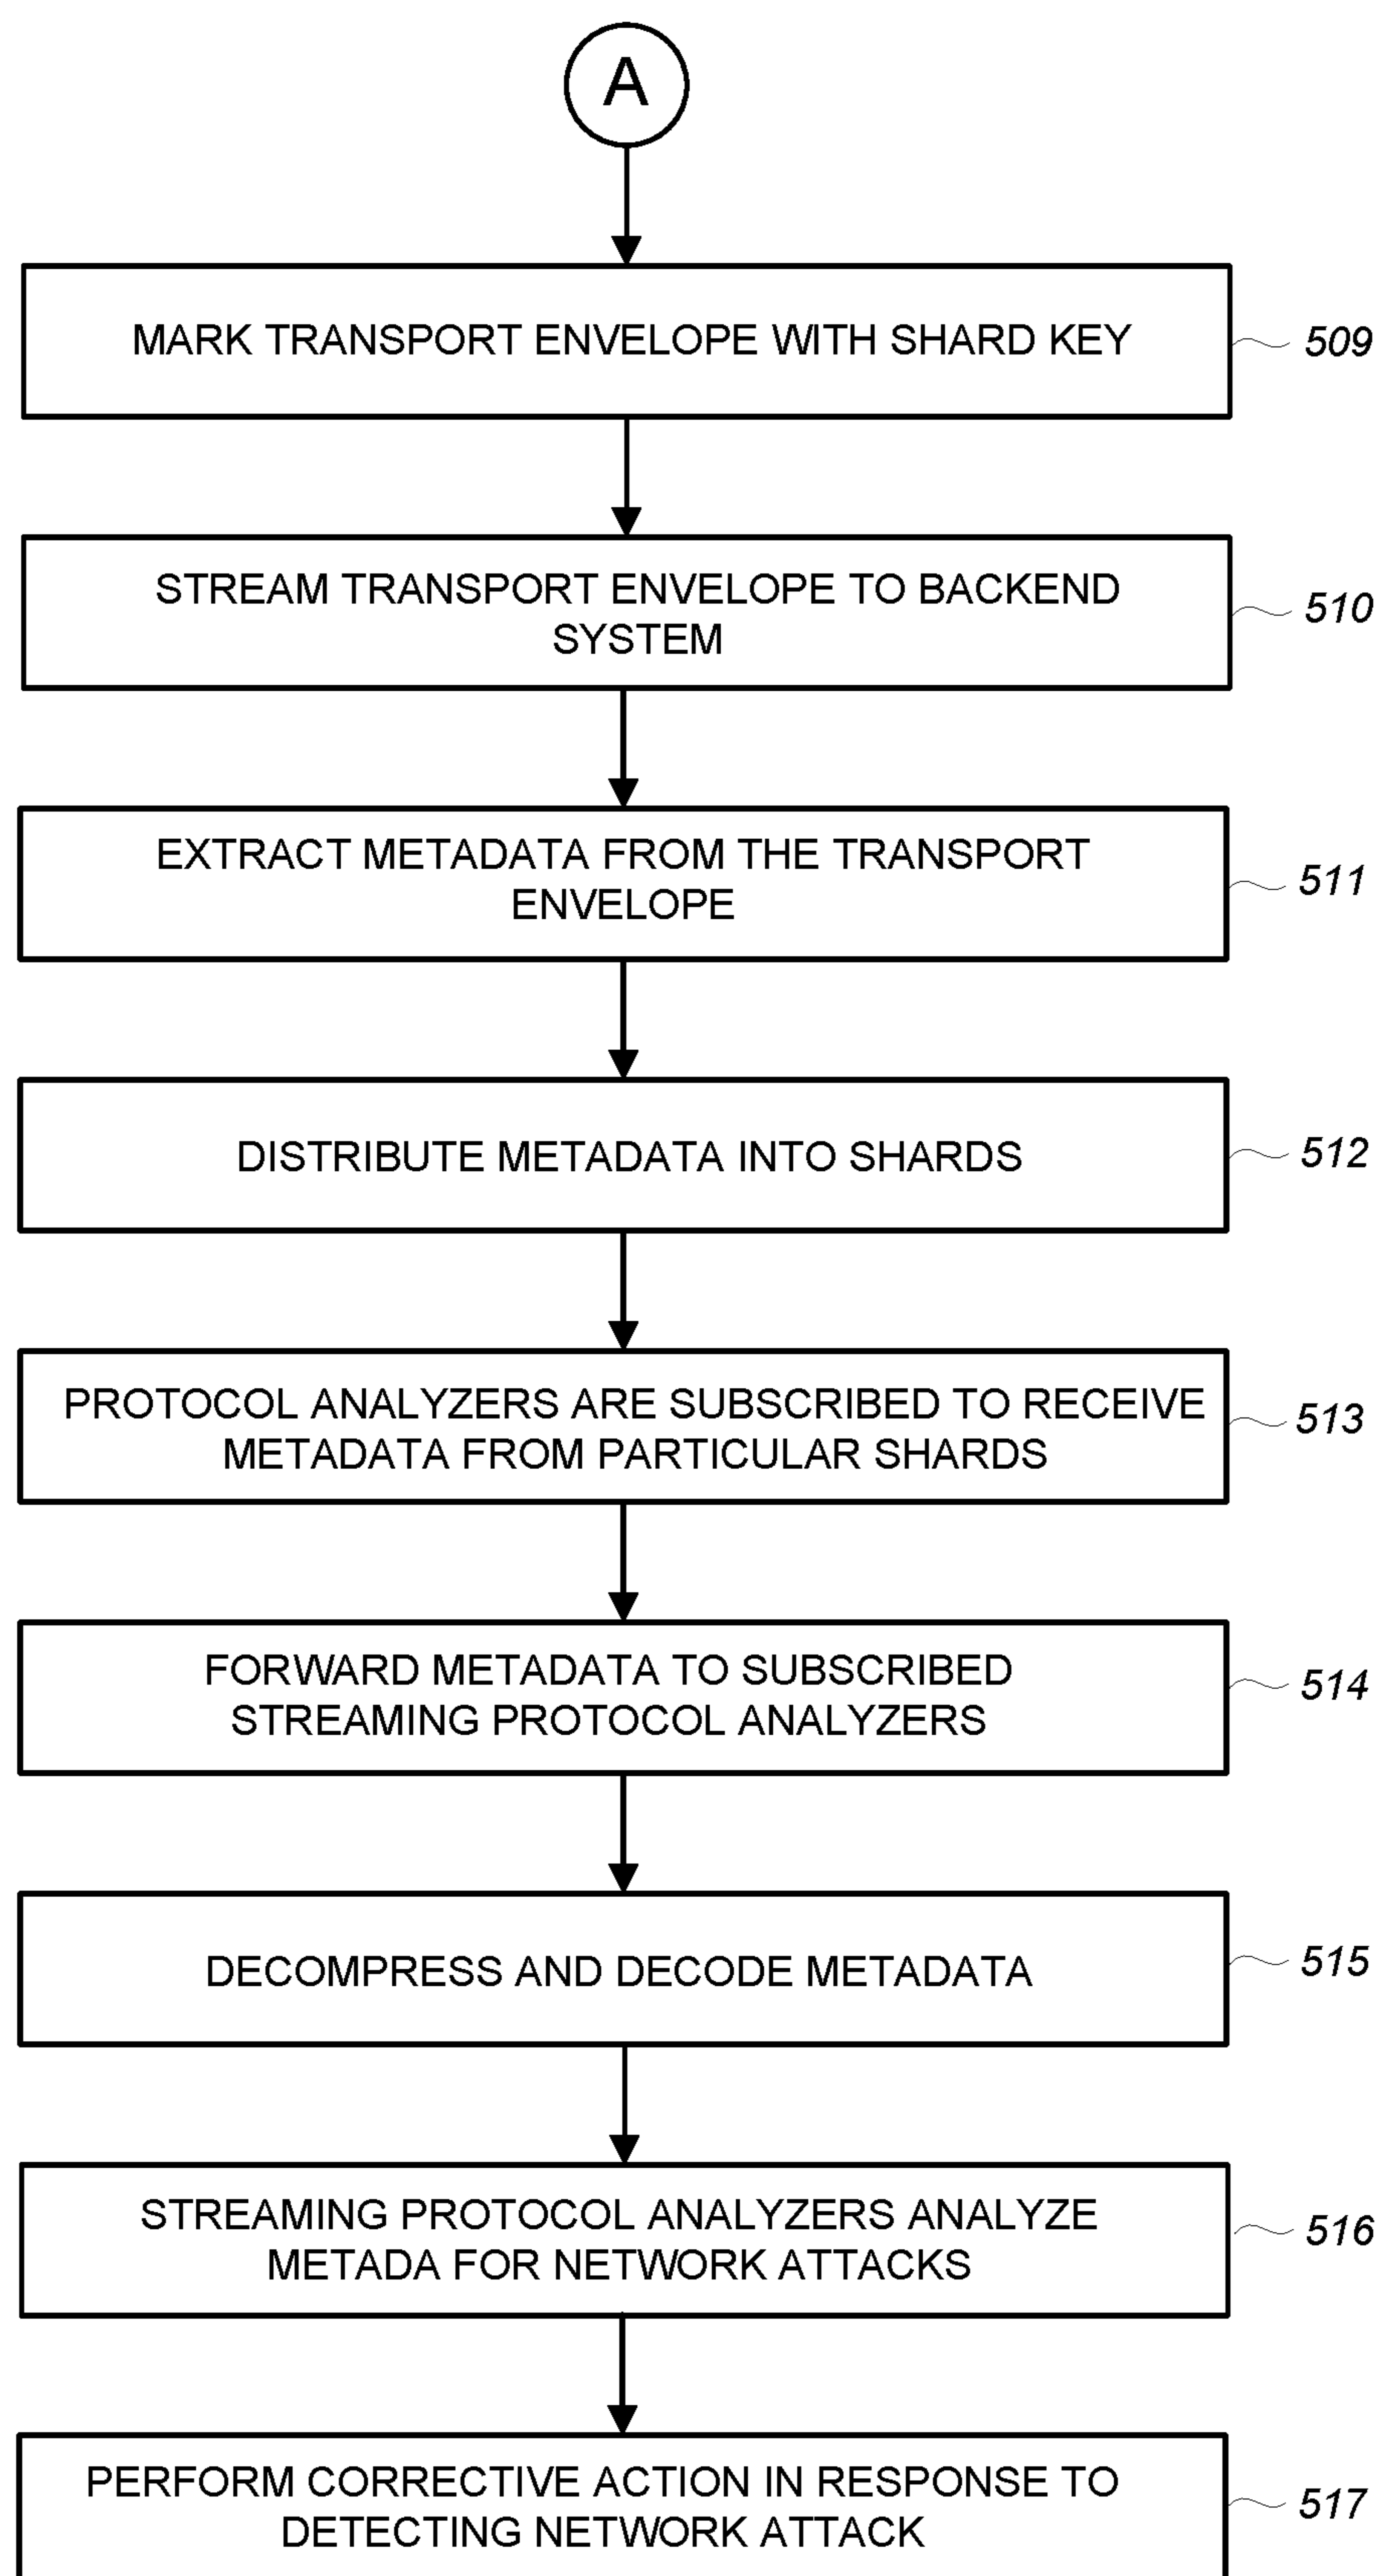 A
MARK TRANSPORT ENVELOPE WITH SHARD KEY
509
STREAM TRANSPORT ENVELOPE TO BACKEND
SYSTEM
510
EXTRACT METADATA FROM THE TRANSPORT
ENVELOPE
511
DISTRIBUTE METADATA INTO SHARDS
512
PROTOCOL ANALYZERS ARE SUBSCRIBED TO RECEIVE
METADATA FROM PARTICULAR SHARDS
513
FORWARD METADATA TO SUBSCRIBED
STREAMING PROTOCOL ANALYZERS
514
DECOMPRESS AND DECODE METADATA
515
STREAMING PROTOCOL ANALYZERS ANALYZE
METADA FOR NETWORK ATTACKS
516
PERFORM CORRECTIVE ACTION IN RESPONSE TO
DETECTING NETWORK ATTACK
517